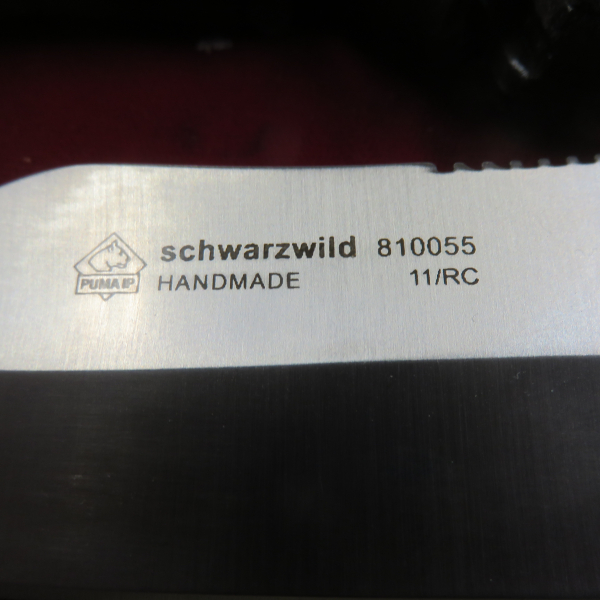 PUMA IP
schwarzwild 810055
HANDMADE 11/RC